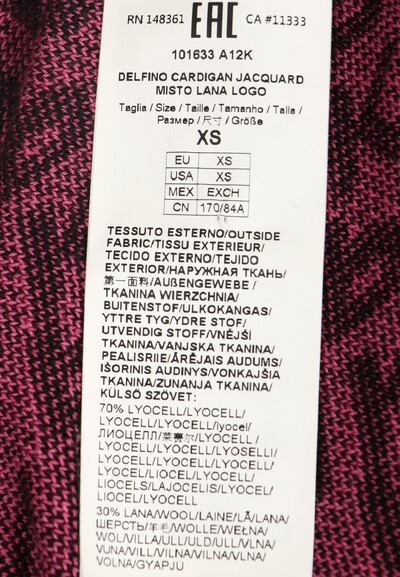 RN 148361 EAC CA #11333
101633 A12K
DELFINO CARDIGAN JACQUARD
MISTO LANA LOGO
Taglia / Size / Taille / Tamanho / Talla /
Размер / 尺寸 / Größe
XS
EU XS
USA XS
MEX EXCH
CN 170/84A
TESSUTO ESTERNO/OUTSIDE
FABRIC/TISSU EXTERIEUR/
TECIDO EXTERNO/TEJIDO
EXTERIOR/НАРУЖНАЯ ТКАНЬ/
第一面料/AUßENGEWEBE/
TKANINA WIERZCHNIA/
BUITENSTOF/ULKOKANGAS/
YTTRE TYG/YDRE STOF/
UTVENDIG STOFF/VNĚJŠÍ
TKANINA/VANJSKA TKANINA/
PEALISRIIE/ĀRĒJAIS AUDUMS/
IŠORINIS AUDINYS/VONKAJŠIA
TKANINA/ZUNANJA TKANINA/
KÜLSŐ SZÖVET:
70% LYOCELL/LYOCELL/
LYOCELL/LYOCELL/lyocel/
ЛИОЦЕЛЛ/莱赛尔/LYOCELL/
LYOCELL/LYOCELL/LYOSELLI/
LYOCELL/LYOCELL/LYOCELL/
LYOCEL/LIOCEL/LYOCELL/
LIOCELS/LAJOCELIS/LYOCEL/
LIOCEL/LYOCELL
30% LANA/WOOL/LAINE/LÃ/LANA/
ШЕРСТЬ/羊毛/WOLLE/WEŁNA/
WOL/VILLA/ULL/ULD/ULL/VLNA/
VUNA/VILL/VILNA/VILNA/VLNA/
VOLNA/GYAPJÚ